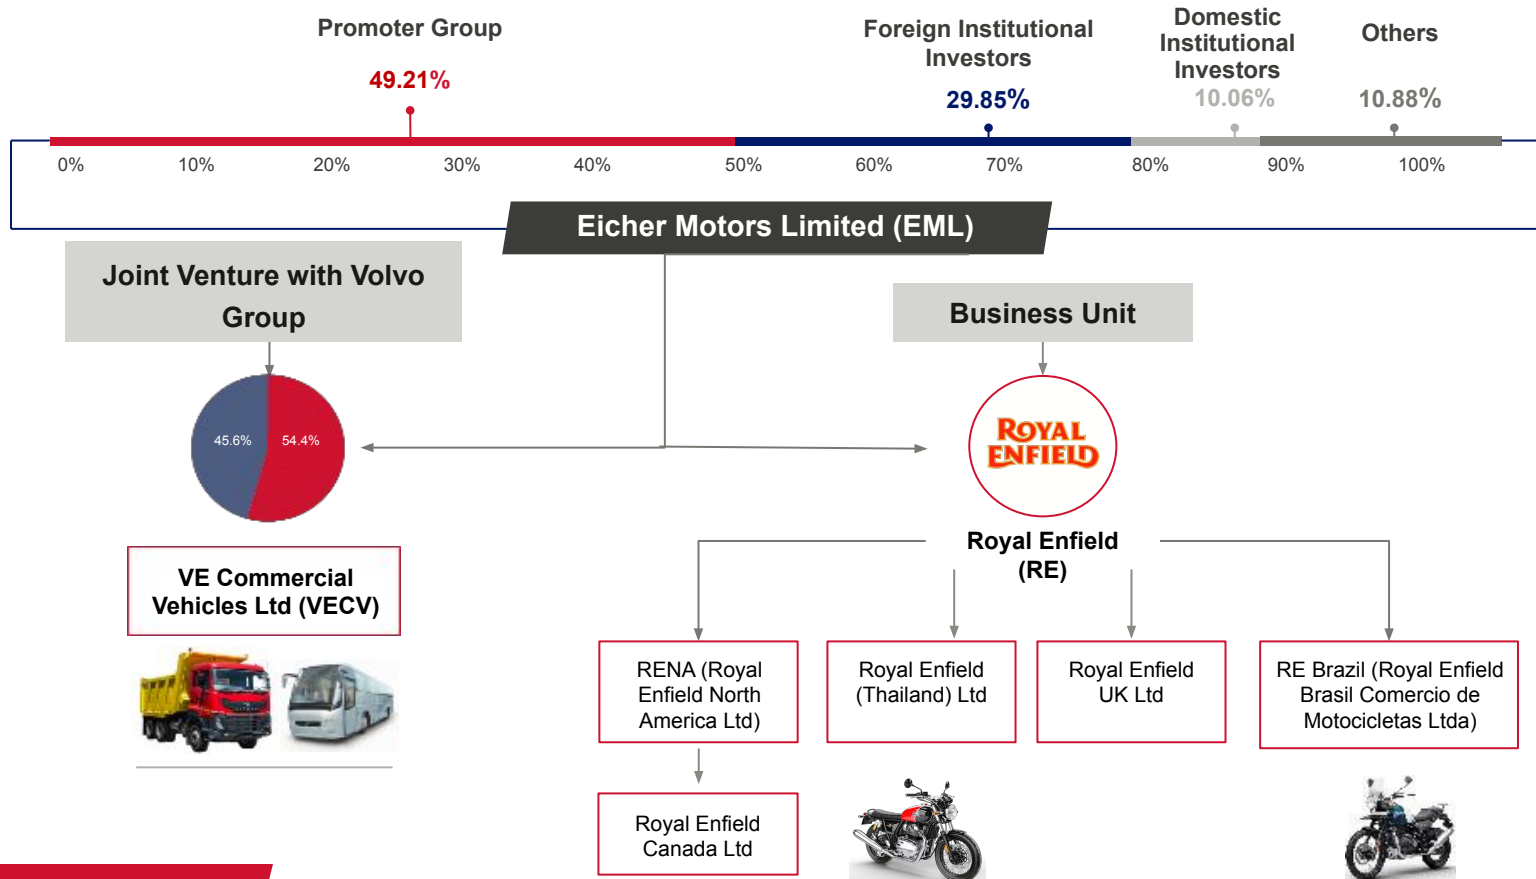 Promoter Group
49.21%
Foreign Institutional
Investors
29.85%
Domestic
Institutional
Investors
10.06%
Others
10.88%
0%
10%
20%
30%
40%
50%
60%
70%
80%
90%
100%
Eicher Motors Limited (EML)
Joint Venture with Volvo
Group
Business Unit
45.6%
54.4%
ROYAL
ENFIELD
VE Commercial
Vehicles Ltd (VECV)
Royal Enfield
(RE)
RENA (Royal
Enfield North
America Ltd)
Royal Enfield
(Thailand) Ltd
Royal Enfield
UK Ltd
RE Brazil (Royal Enfield
Brasil Comercio de
Motocicletas Ltda)
Royal Enfield
Canada Ltd